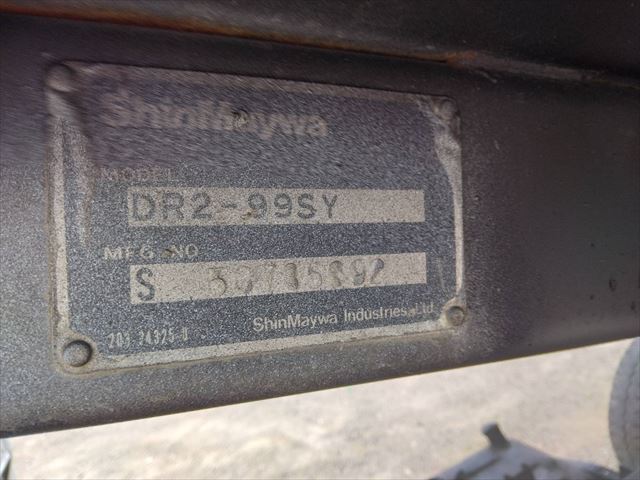 ShinMaywa
MODEL
DR2-99SY
MFG. NO
S
ShinMaywa Industries, Ltd.